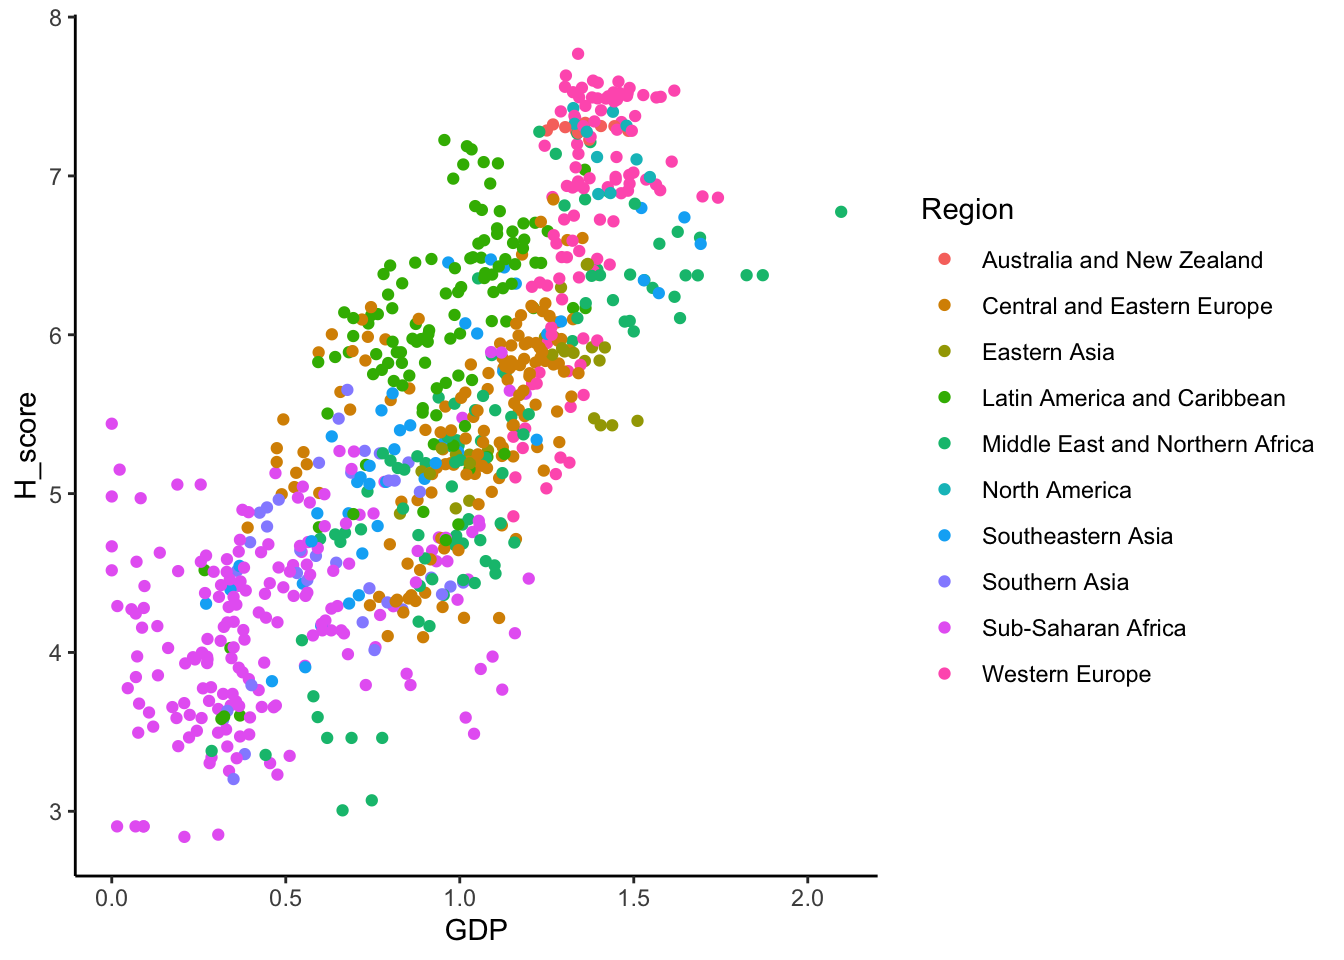 8
7
6
5
4
3
H_score
0.0 0.5 1.0 1.5 2.0
GDP
Region
Australia and New Zealand
Central and Eastern Europe
Eastern Asia
Latin America and Caribbean
Middle East and Northern Africa
North America
Southeastern Asia
Southern Asia
Sub-Saharan Africa
Western Europe